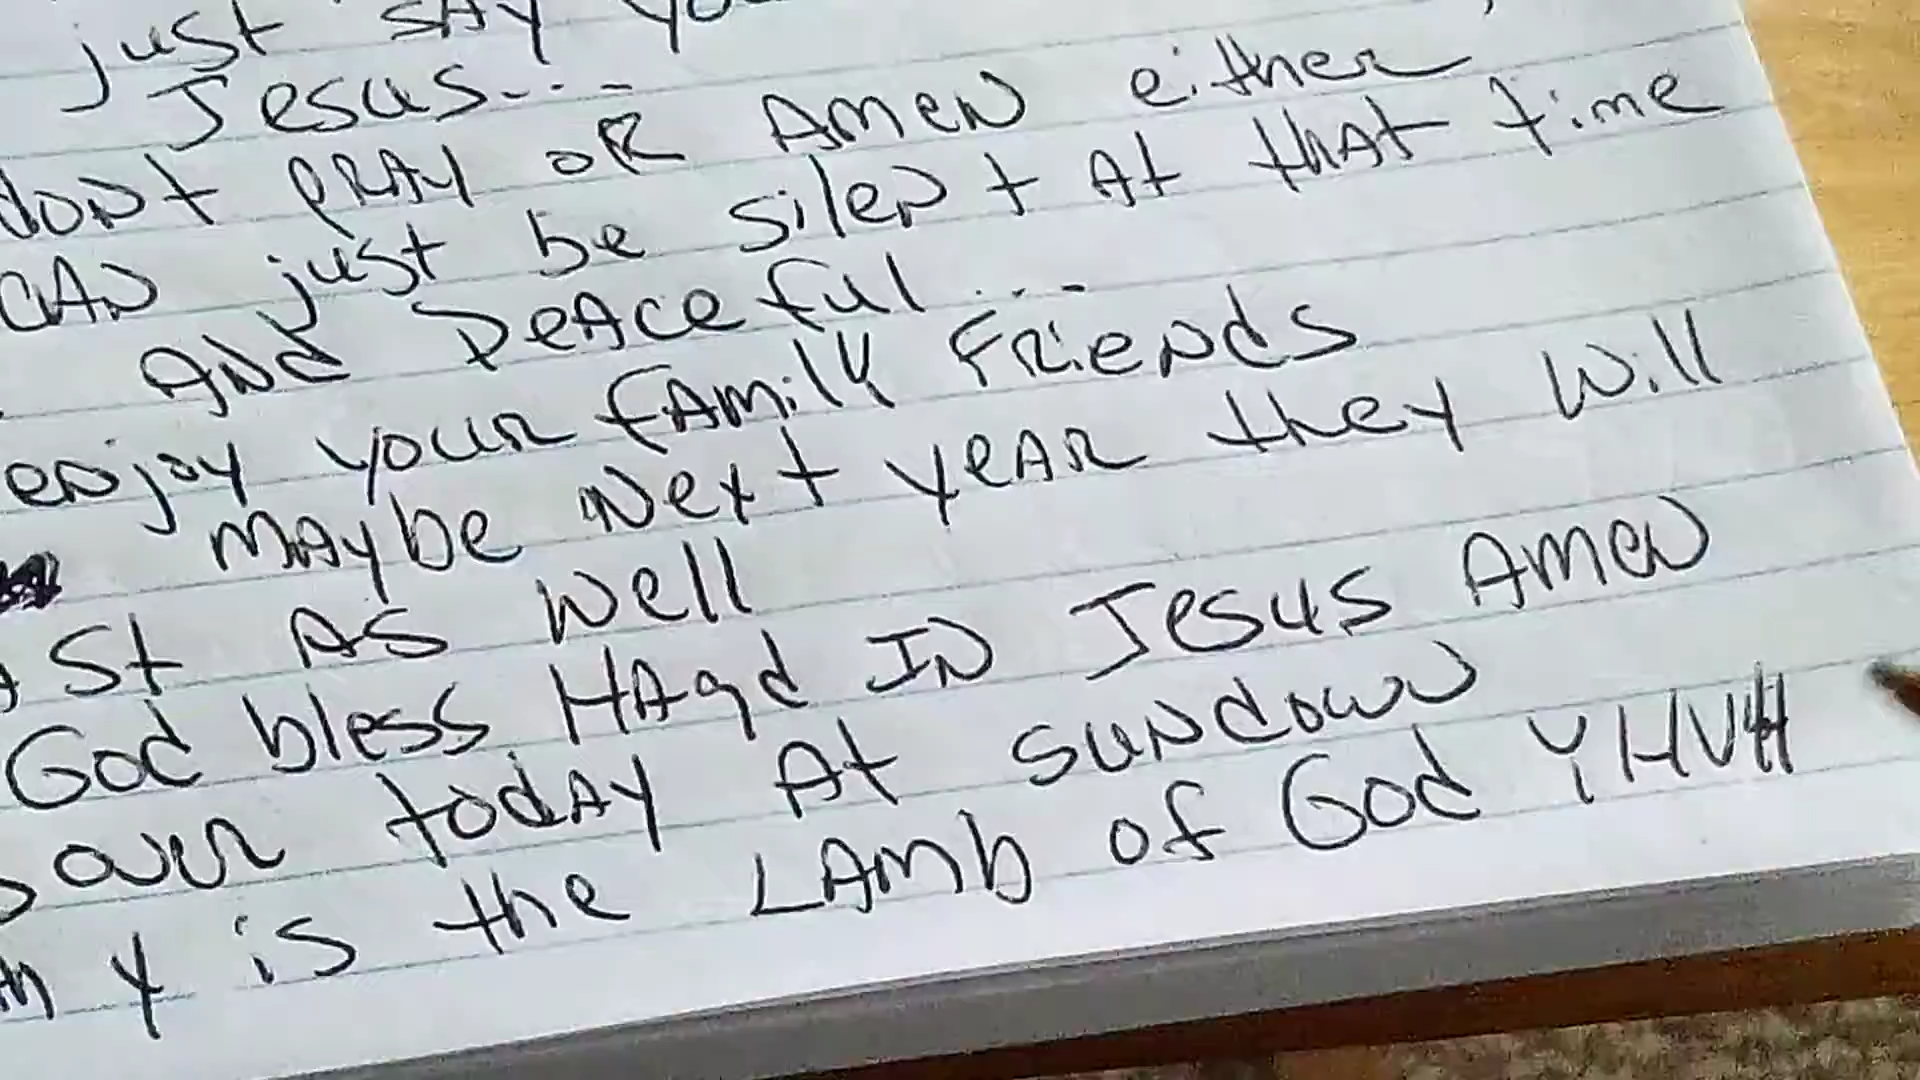 just SAY
Jesus...
dont PRAY OR AMEN either
CAN just be silent At thAt time
AND peaceful...
enjoy your fAmily Friends
MAybe Next yeAR they Will
St AS Well
God bless HAgd IN Jesus AmeN
over todAy At sundown
y is the LAmb of God YHVH